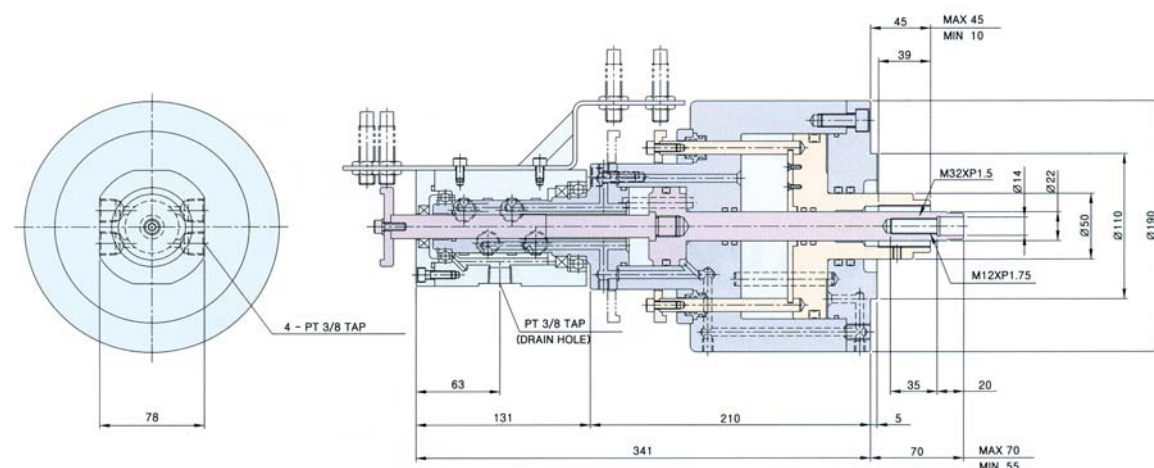 45
MAX 45
MIN 10
39
M32XP1.5
Ø14
Ø22
Ø50
Ø110
Ø190
M12XP1.75
4 - PT 3/8 TAP
PT 3/8 TAP
(DRAIN HOLE)
63
35
20
78
131
210
5
341
70
MAX 70
MIN 55